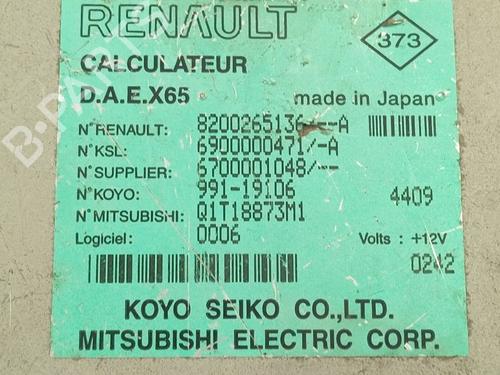 RENAULT
373
CALCULATEUR
D.A.E.X65 made in Japan
N°RENAULT: 8200265136---A
N°KSL: 6900000471/-A
N°SUPPLIER: 6700001048/--
N°KOYO: 991-19106
4409
N°MITSUBISHI: Q1T18873M1
Logiciel: 0006 Volts: +12V
0242
KOYO SEIKO CO.,LTD.
MITSUBISHI ELECTRIC CORP.
B-PARTS